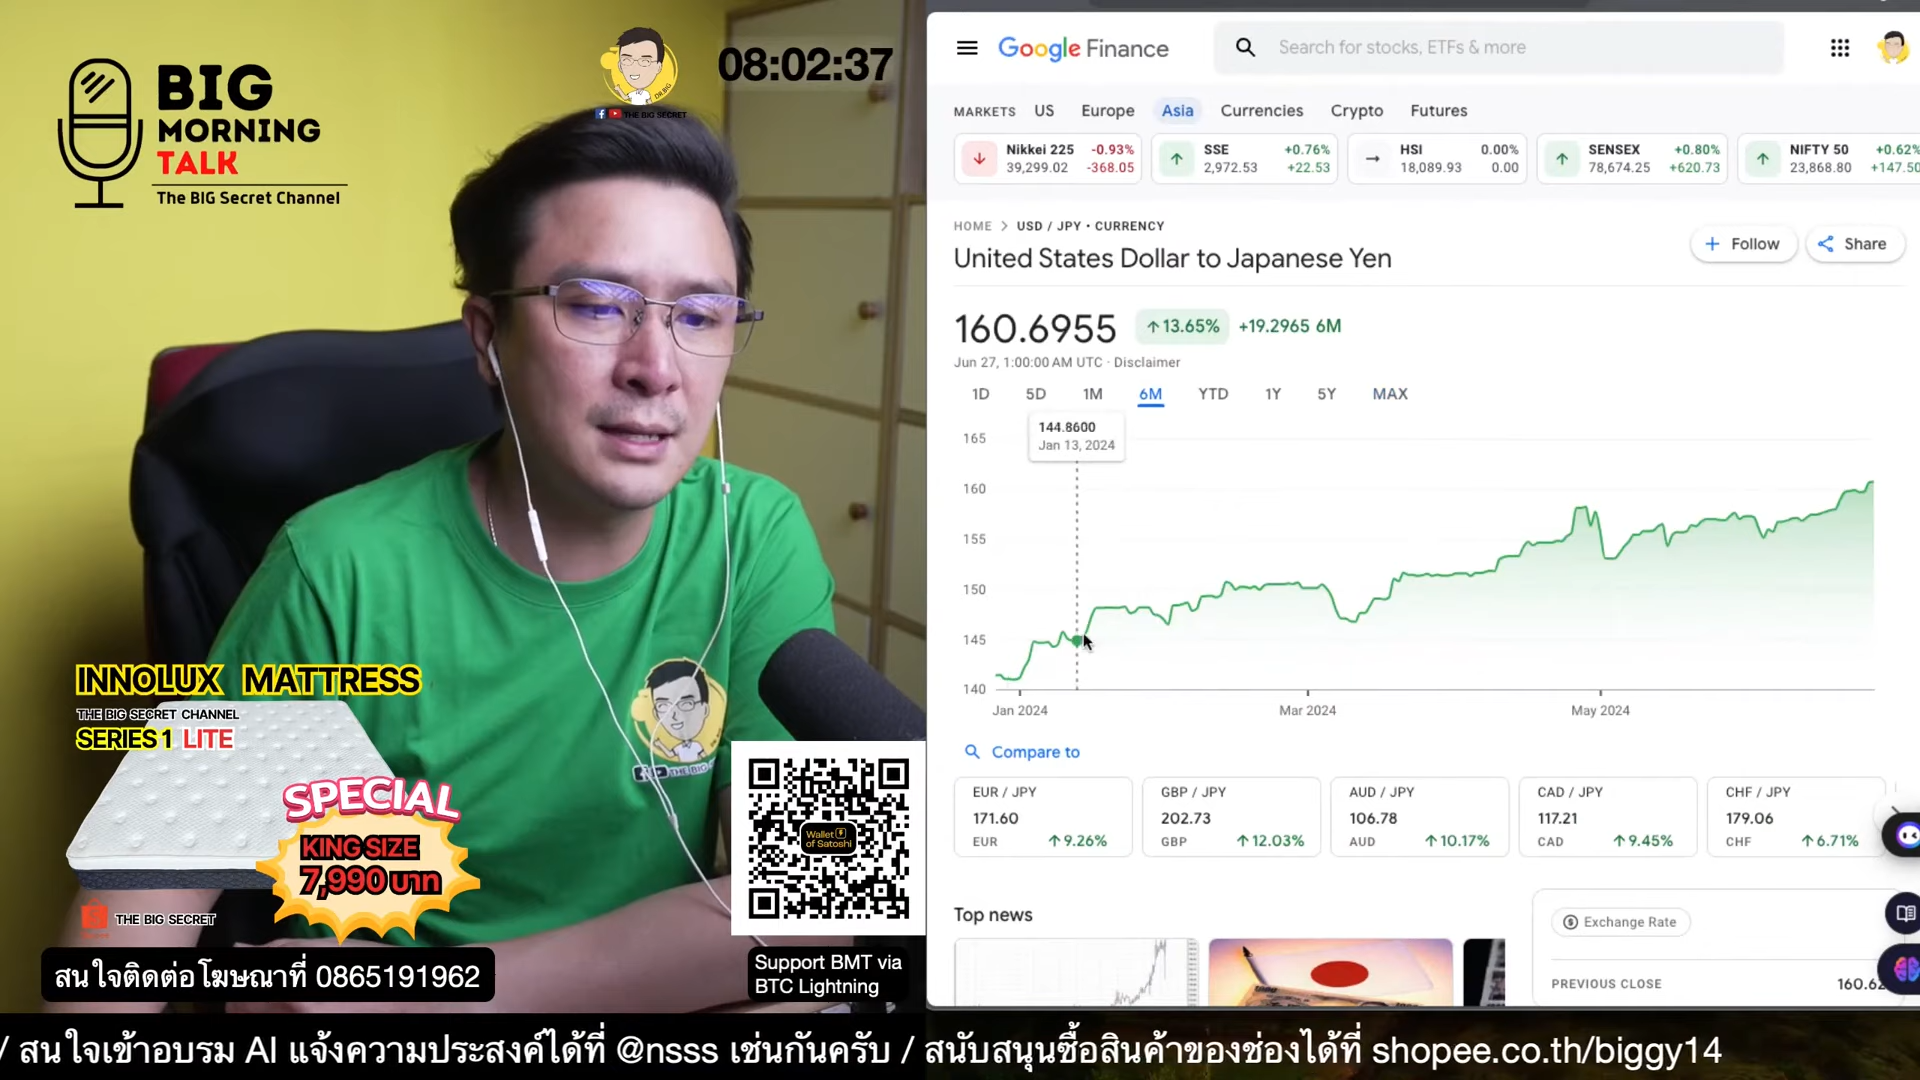 BIG
MORNING
TALK
The BIG Secret Channel
DR.BIG
THE BIG SECRET
08:02:37
INNOLUX MATTRESS
THE BIG SECRET CHANNEL
SERIES1 LITE
SPECIAL
KING SIZE
7,990 บาท
THE BIG SECRET
สนใจติดต่อโฆษณาที่ 0865191962
Wallet
of Satoshi
Support BMT via
BTC Lightning
Google Finance
Search for stocks, ETFs & more
MARKETS US Europe Asia Currencies Crypto Futures
Nikkei 225 -0.93%
39,299.02 -368.05
SSE +0.76%
2,972.53 +22.53
HSI 0.00%
18,089.93 0.00
SENSEX +0.80%
78,674.25 +620.73
NIFTY 50 +0.62%
23,868.80 +147.50
HOME > USD / JPY • CURRENCY
United States Dollar to Japanese Yen
+ Follow
Share
160.6955 ↑13.65% +19.2965 6M
Jun 27, 1:00:00 AM UTC · Disclaimer
1D 5D 1M 6M YTD 1Y 5Y MAX
144.8600
Jan 13, 2024
165
160
155
150
145
140
Jan 2024 Mar 2024 May 2024
Compare to
EUR / JPY
171.60
EUR ↑9.26%
GBP / JPY
202.73
GBP ↑12.03%
AUD / JPY
106.78
AUD ↑10.17%
CAD / JPY
117.21
CAD ↑9.45%
CHF / JPY
179.06
CHF ↑6.71%
Top news
Exchange Rate
PREVIOUS CLOSE 160.62
/ สนใจเข้าอบรม AI แจ้งความประสงค์ได้ที่ @nsss เช่นกันครับ / สนับสนุนซื้อสินค้าของช่องได้ที่ shopee.co.th/biggy14